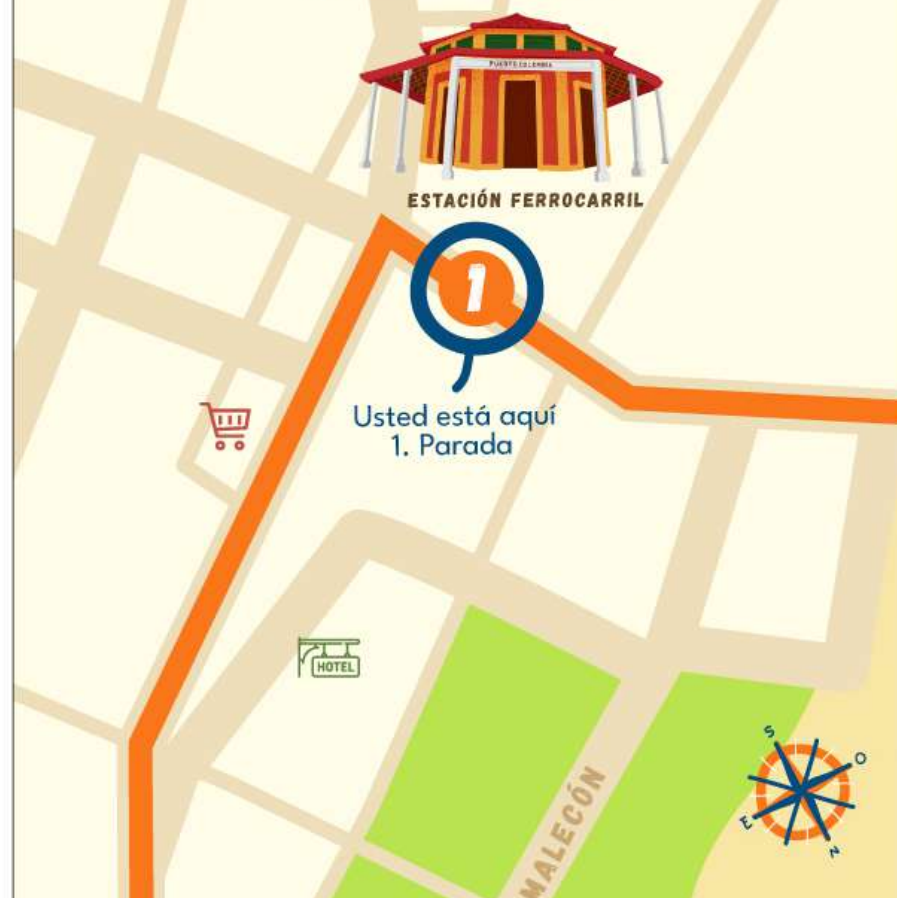 PUERTO COLOMBIA
ESTACIÓN FERROCARRIL
1
Usted está aquí
1. Parada
HOTEL
MALECÓN
S
O
E
N